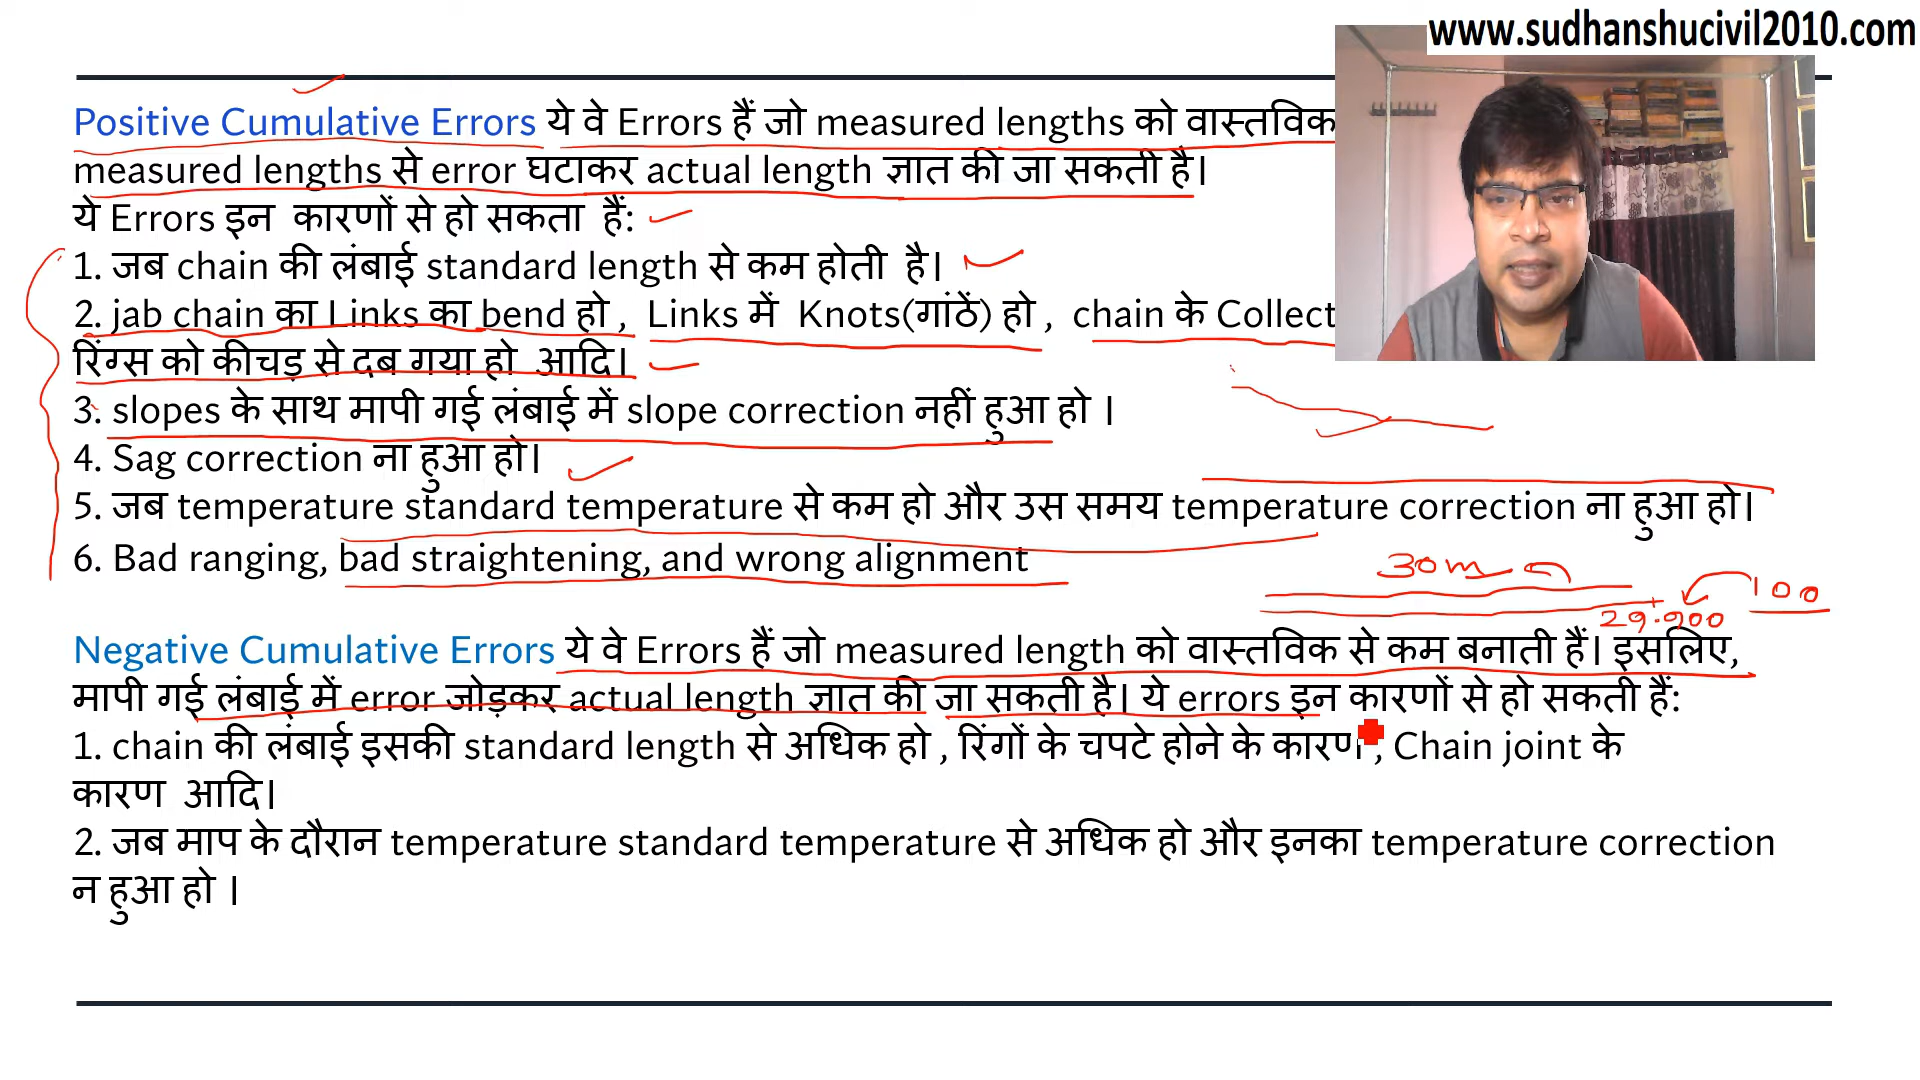 www.sudhanshucivil2010.com
Positive Cumulative Errors ये वे Errors हैं जो measured lengths को वास्तविक
measured lengths से error घटाकर actual length ज्ञात की जा सकती है।
ये Errors इन कारणों से हो सकता हैं:
1. जब chain की लंबाई standard length से कम होती है।
2. jab chain का Links का bend हो , Links में Knots(गांठें) हो , chain के Collect
रिंग्स को कीचड़ से दब गया हो आदि।
3. slopes के साथ मापी गई लंबाई में slope correction नहीं हुआ हो ।
4. Sag correction ना हुआ हो।
5. जब temperature standard temperature से कम हो और उस समय temperature correction ना हुआ हो।
6. Bad ranging, bad straightening, and wrong alignment
30m
100
29.900
Negative Cumulative Errors ये वे Errors हैं जो measured length को वास्तविक से कम बनाती हैं। इसलिए,
मापी गई लंबाई में error जोड़कर actual length ज्ञात की जा सकती है। ये errors इन कारणों से हो सकती हैं:
1. chain की लंबाई इसकी standard length से अधिक हो , रिंगों के चपटे होने के कारण , Chain joint के
कारण आदि।
2. जब माप के दौरान temperature standard temperature से अधिक हो और इनका temperature correction
न हुआ हो ।